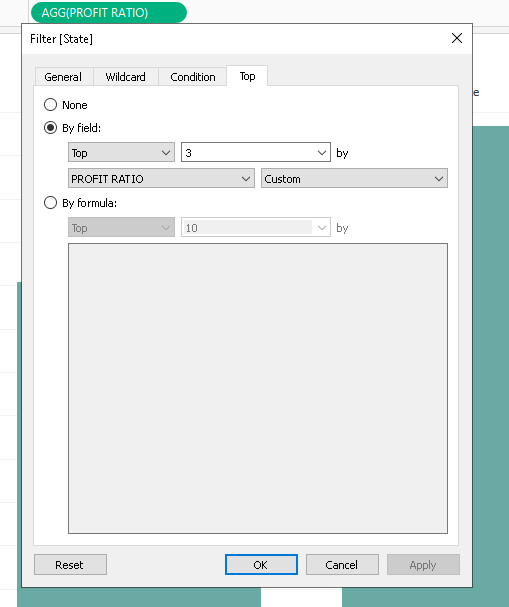 AGG(PROFIT RATIO)
Filter [State]
General Wildcard Condition Top
None
By field:
Top 3 by
PROFIT RATIO Custom
By formula:
Top 10 by
Reset OK Cancel Apply